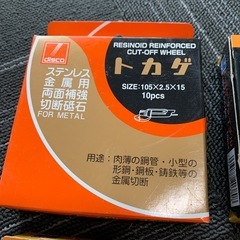 RESINOID REINFORCED
CUT-OFF WHEEL
トカゲ
SIZE:105×2.5×15
10pcs
disco
ステンレス
金属用
両面補強
切断砥石
FOR METAL
用途：肉薄の鋼管・小型の
形鋼・鋼板・鋳鉄等の
金属切断